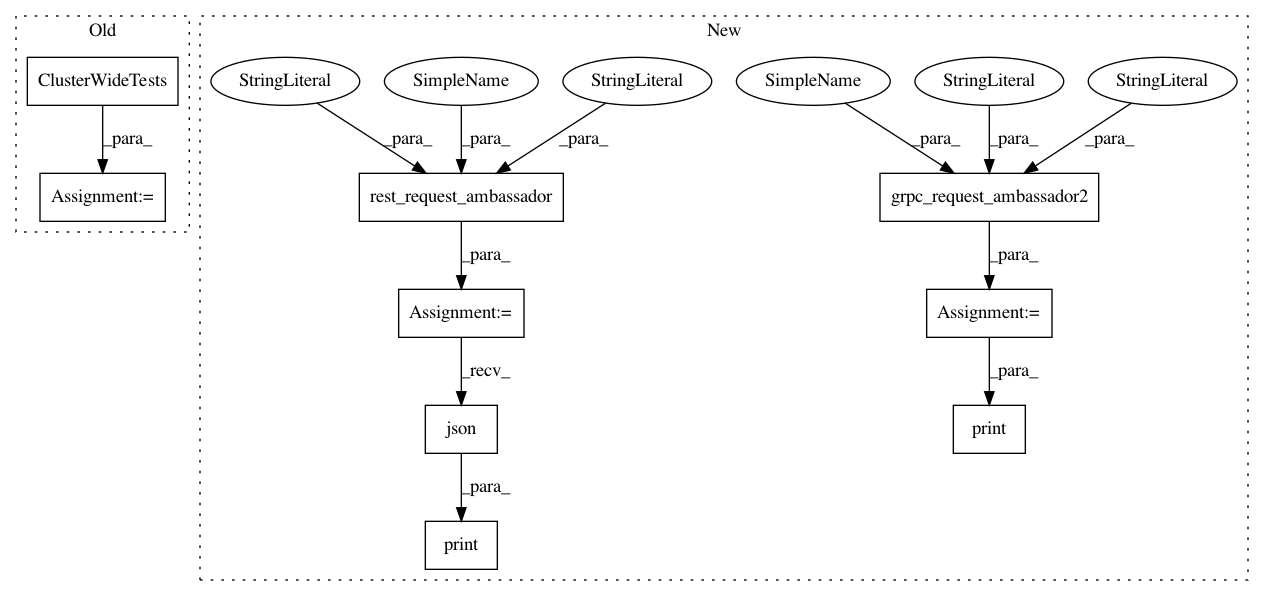 Old
New
ClusterWideTests
StringLiteral
SimpleName
StringLiteral
SimpleName
StringLiteral
StringLiteral
_para_
_para_
_para_
_para_
_para_
_para_
_para_
Assignment:=
rest_request_ambassador
grpc_request_ambassador2
_para_
_para_
Assignment:=
Assignment:=
_recv_
_para_
json
print
_para_
print